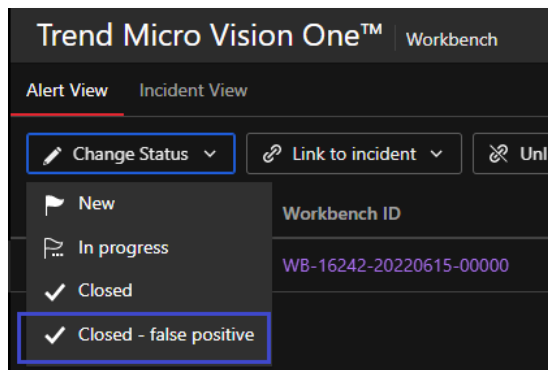 Trend Micro Vision One™ Workbench
Alert View Incident View
Change Status Link to incident Unl
New
Workbench ID
In progress
WB-16242-20220615-00000
Closed
Closed - false positive